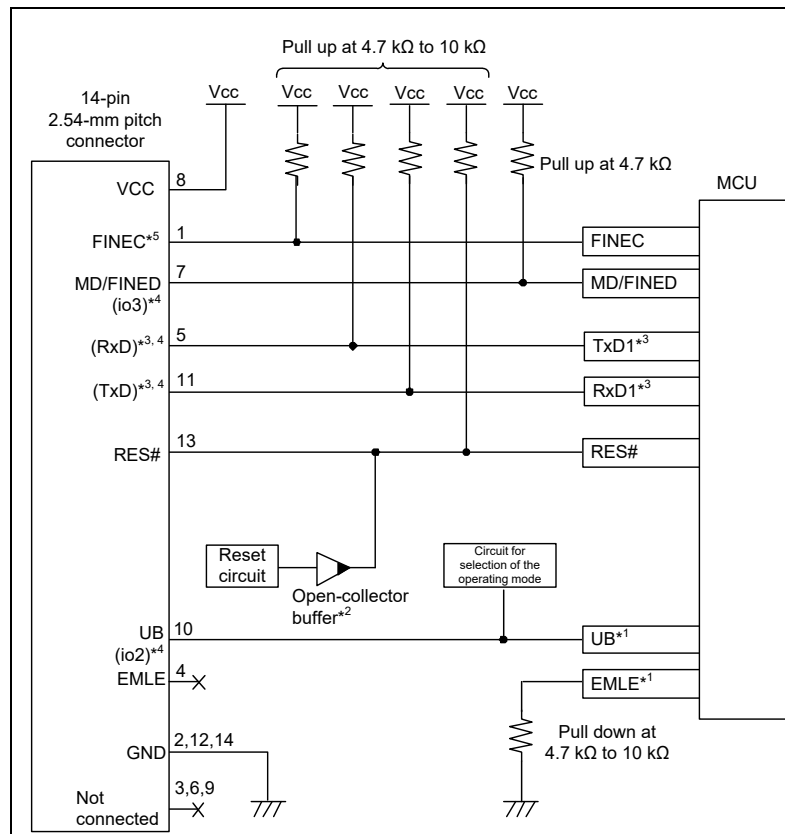 Pull up at 4.7 kΩ to 10 kΩ
Vcc Vcc Vcc Vcc Vcc Vcc
14-pin
2.54-mm pitch
connector
Pull up at 4.7 kΩ
MCU
VCC 8
FINEC*5 1 FINEC
MD/FINED 7 MD/FINED
(io3)*4
(RxD)*3, 4 5 TxD1*3
(TxD)*3, 4 11 RxD1*3
RES# 13 RES#
Reset
circuit
Open-collector
buffer*2
Circuit for
selection of the
operating mode
UB 10 UB*1
(io2)*4
EMLE 4 EMLE*1
Pull down at
4.7 kΩ to 10 kΩ
GND 2,12,14
Not
connected
3,6,9